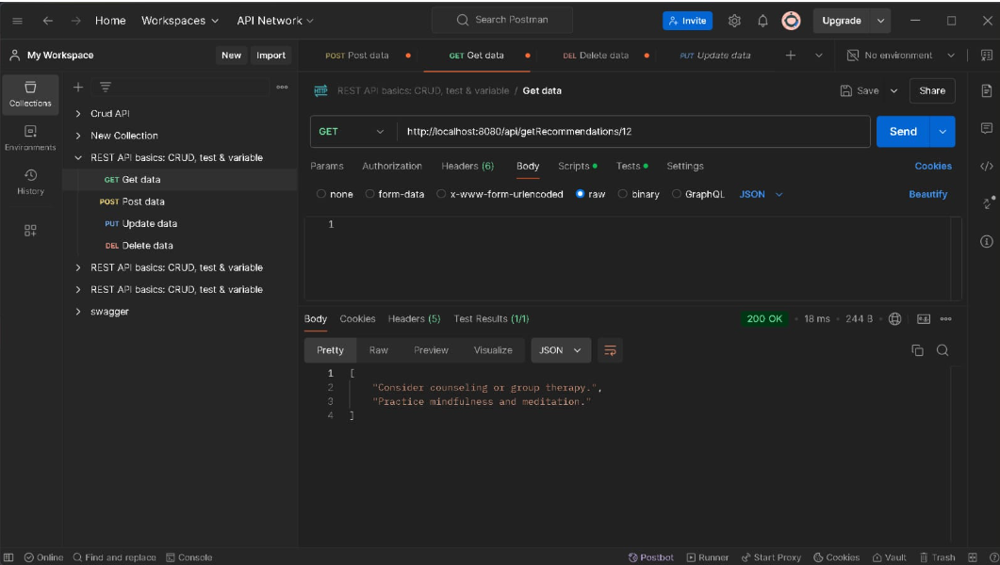 Home Workspaces API Network Search Postman Invite Upgrade
My Workspace New Import POST Post data GET Get data DEL Delete data PUT Update data No environment
Collections
Environments
History
Crud API
New Collection
REST API basics: CRUD, test & variable
GET Get data
POST Post data
PUT Update data
DEL Delete data
REST API basics: CRUD, test & variable
REST API basics: CRUD, test & variable
swagger
HTTP REST API basics: CRUD, test & variable / Get data Save Share
GET http://localhost:8080/api/getRecommendations/12 Send
Params Authorization Headers (6) Body Scripts Tests Settings Cookies
none form-data x-www-form-urlencoded raw binary GraphQL JSON Beautify
1
Body Cookies Headers (5) Test Results (1/1) 200 OK 18 ms 244 B
Pretty Raw Preview Visualize JSON
1 [
2 "Consider counseling or group therapy.",
3 "Practice mindfulness and meditation."
4 ]
Online Find and replace Console Postbot Runner Start Proxy Cookies Vault Trash